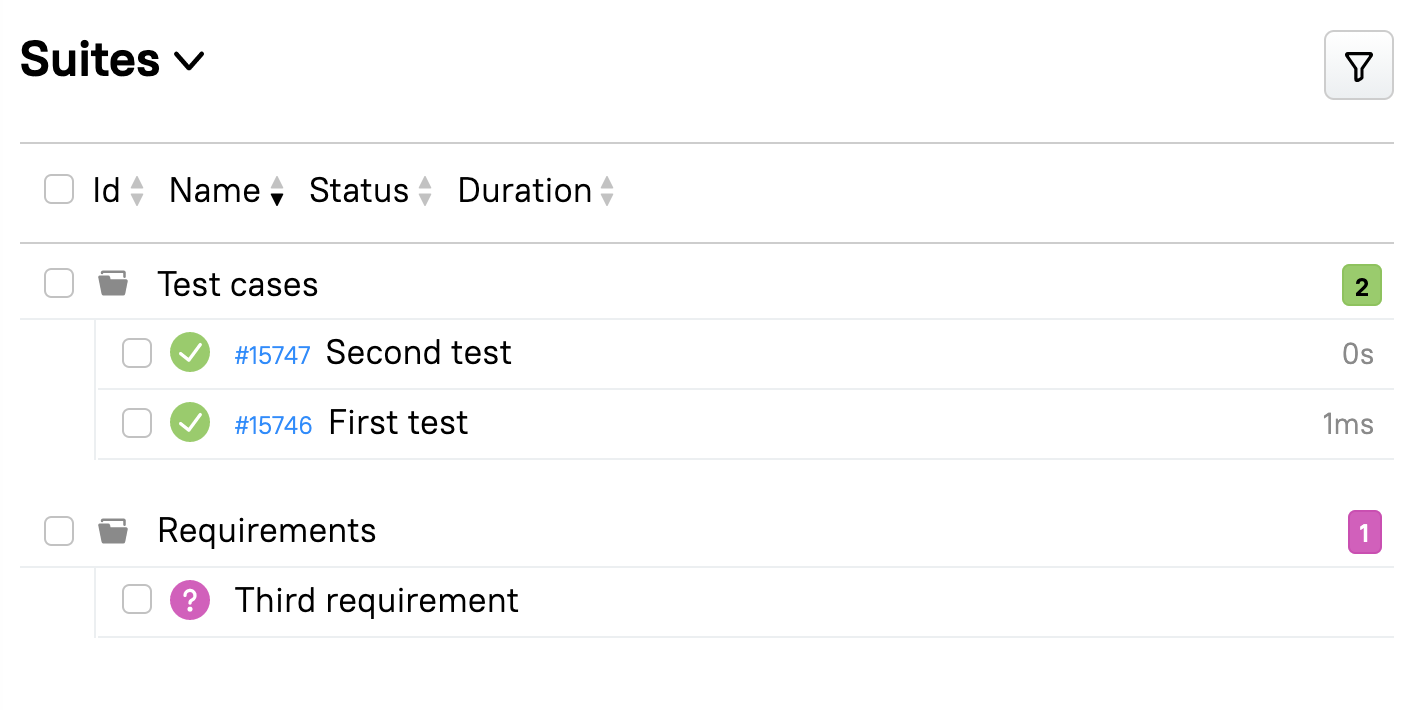 Suites
Id Name Status Duration
Test cases 2
#15747 Second test 0s
#15746 First test 1ms
Requirements 1
? Third requirement